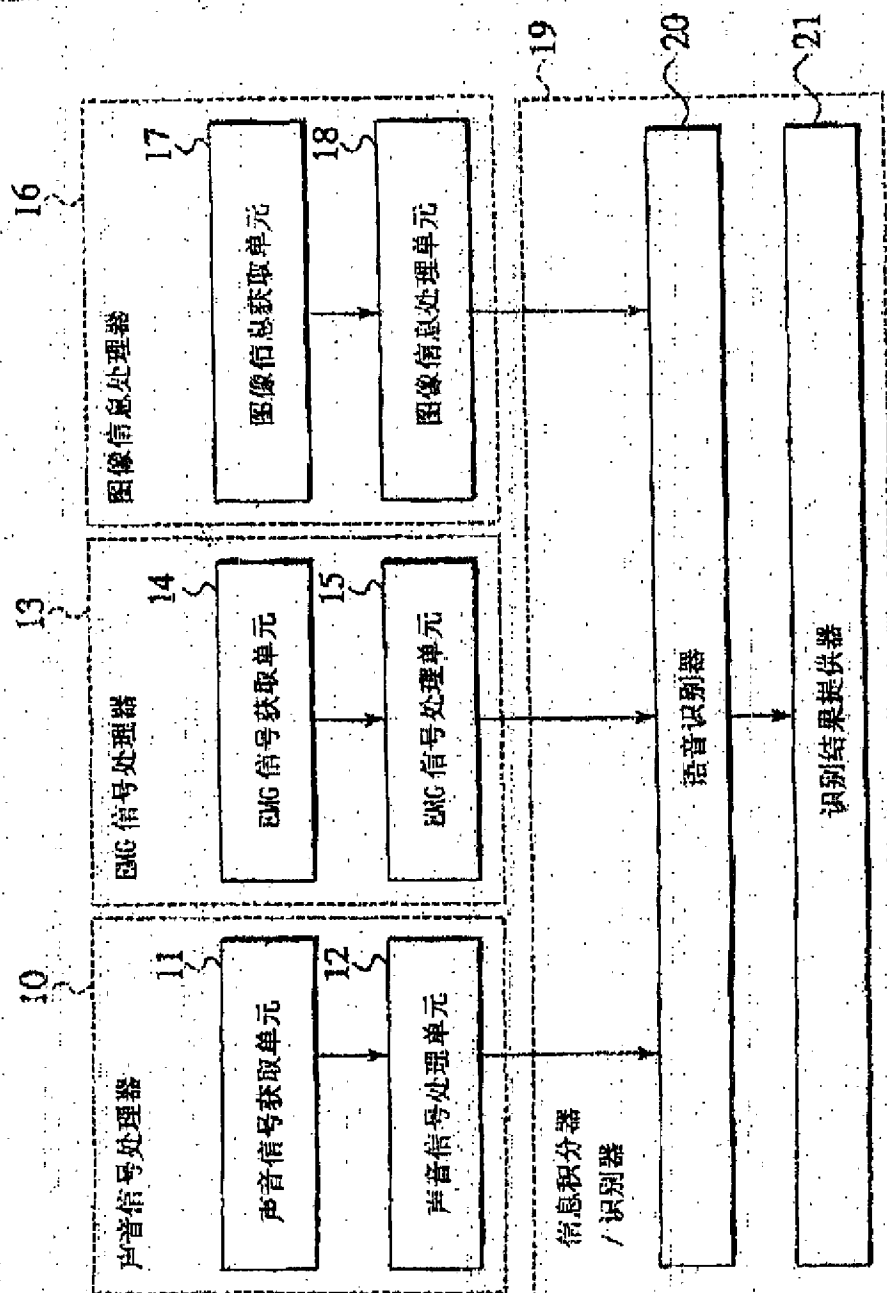 10
声音信号处理器
11
声音信号获取单元
12
声音信号处理单元
13
EMG 信号处理器
14
EMG 信号获取单元
15
EMG 信号处理单元
16
图像信息处理器
17
图像信息获取单元
18
图像信息处理单元
19
信息积分器
/ 识别器
20
语音识别器
21
识别结果提供器